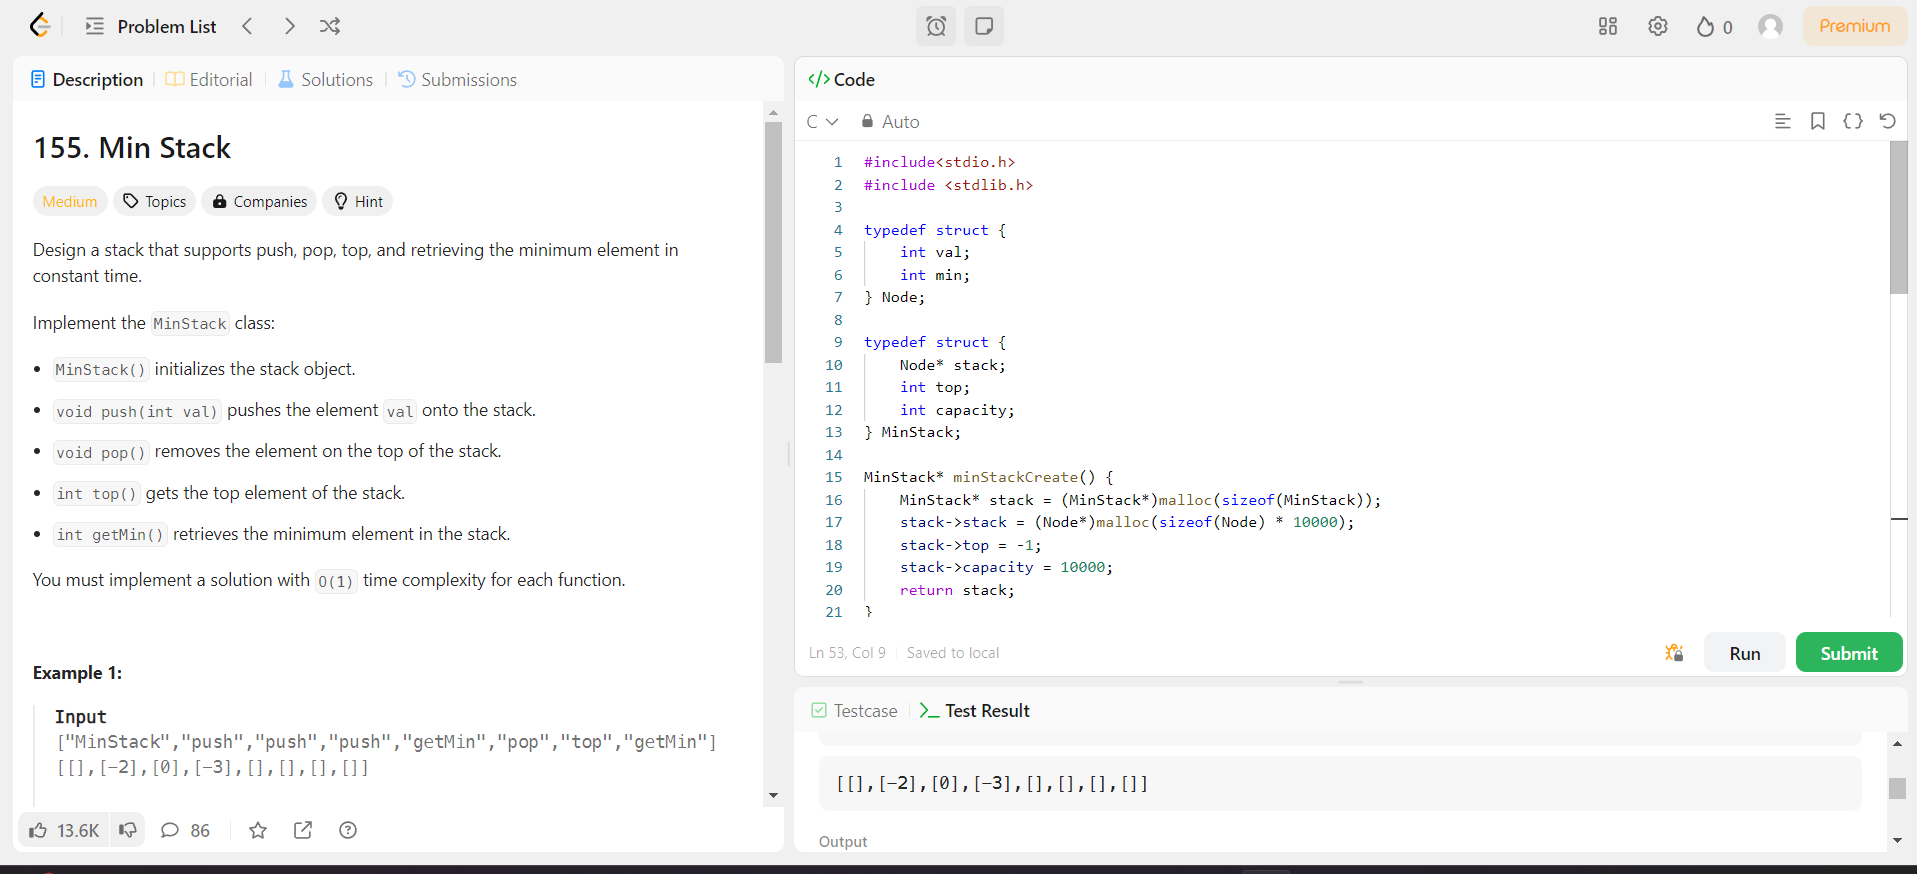 Problem List
0
Premium
Description
Editorial
Solutions
Submissions
155. Min Stack
Medium
Topics
Companies
Hint
Design a stack that supports push, pop, top, and retrieving the minimum element in
constant time.
Implement the MinStack class:
• MinStack() initializes the stack object.
• void push(int val) pushes the element val onto the stack.
• void pop() removes the element on the top of the stack.
• int top() gets the top element of the stack.
• int getMin() retrieves the minimum element in the stack.
You must implement a solution with O(1) time complexity for each function.
Example 1:
Input
["MinStack","push","push","push","getMin","pop","top","getMin"]
[[],[-2],[0],[-3],[],[],[],[]]
13.6K
86
</> Code
C
Auto
1 #include<stdio.h>
2 #include <stdlib.h>
3
4 typedef struct {
5     int val;
6     int min;
7 } Node;
8
9 typedef struct {
10     Node* stack;
11     int top;
12     int capacity;
13 } MinStack;
14
15 MinStack* minStackCreate() {
16     MinStack* stack = (MinStack*)malloc(sizeof(MinStack));
17     stack->stack = (Node*)malloc(sizeof(Node) * 10000);
18     stack->top = -1;
19     stack->capacity = 10000;
20     return stack;
21 }
Ln 53, Col 9
Saved to local
Run
Submit
Testcase
Test Result
[[],[-2],[0],[-3],[],[],[],[]]
Output